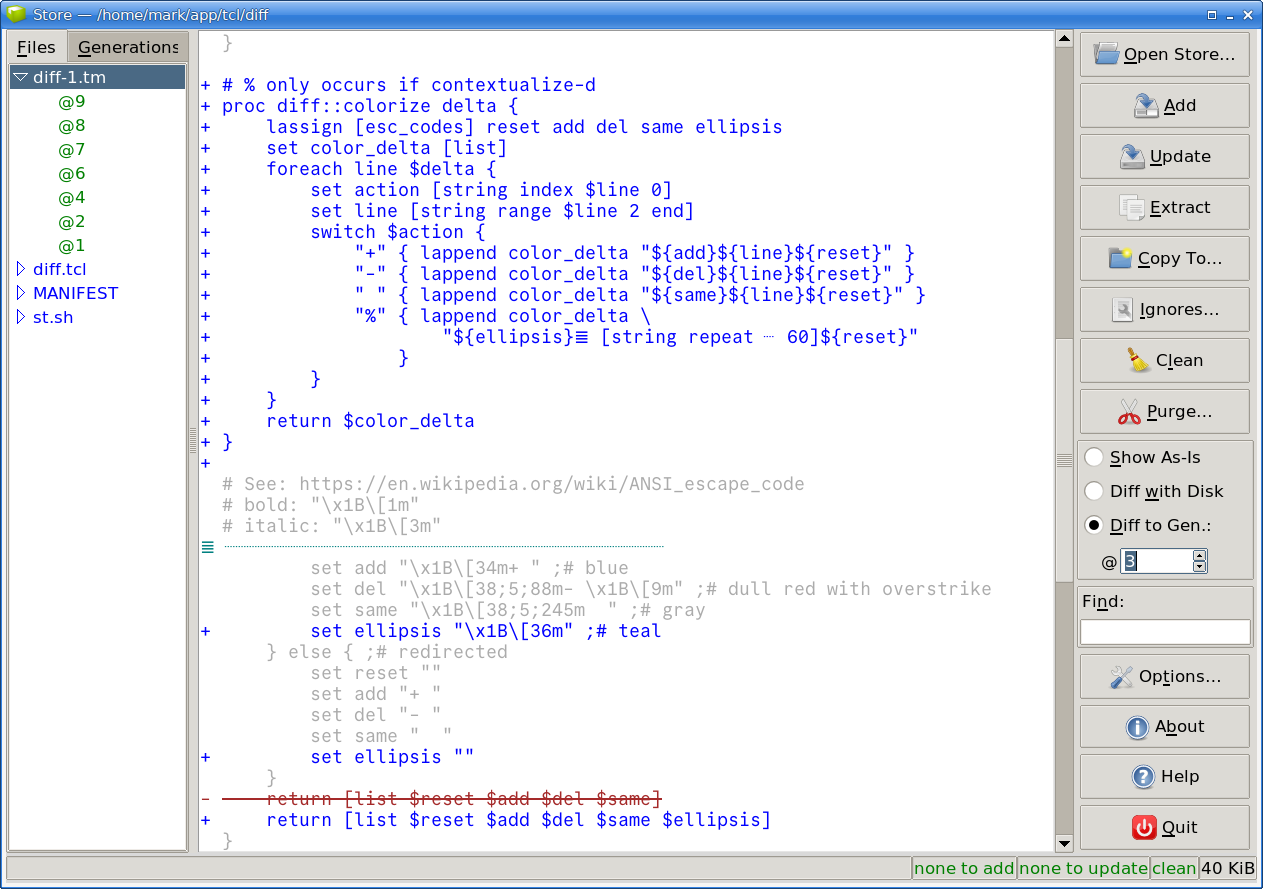 Store — /home/mark/app/tcl/diff
Files
Generations
diff-1.tm
@9
@8
@7
@6
@4
@2
@1
diff.tcl
MANIFEST
st.sh
  }

+ # % only occurs if contextualize-d
+ proc diff::colorize delta {
+     lassign [esc_codes] reset add del same ellipsis
+     set color_delta [list]
+     foreach line $delta {
+         set action [string index $line 0]
+         set line [string range $line 2 end]
+         switch $action {
+             "+" { lappend color_delta "${add}${line}${reset}" }
+             "-" { lappend color_delta "${del}${line}${reset}" }
+             " " { lappend color_delta "${same}${line}${reset}" }
+             "%" { lappend color_delta \
+                     "${ellipsis}≣ [string repeat ┈ 60]${reset}"
+                 }
+         }
+     }
+     return $color_delta
+ }
+
  # See: https://en.wikipedia.org/wiki/ANSI_escape_code
  # bold: "\x1B\[1m"
  # italic: "\x1B\[3m"
≣ ┈┈┈┈┈┈┈┈┈┈┈┈┈┈┈┈┈┈┈┈┈┈┈┈┈┈┈┈┈┈┈┈┈┈┈┈┈┈┈┈
          set add "\x1B\[34m+ " ;# blue
          set del "\x1B\[38;5;88m- \x1B\[9m" ;# dull red with overstrike
          set same "\x1B\[38;5;245m  " ;# gray
+         set ellipsis "\x1B\[36m" ;# teal
      } else { ;# redirected
          set reset ""
          set add "+ "
          set del "- "
          set same "  "
+         set ellipsis ""
      }
-     return [list $reset $add $del $same]
+     return [list $reset $add $del $same $ellipsis]
  }
Open Store...
Add
Update
Extract
Copy To...
Ignores...
Clean
Purge...
Show As-Is
Diff with Disk
Diff to Gen.:
@ 3
Find:
Options...
About
Help
Quit
none to add none to update clean 40 KiB